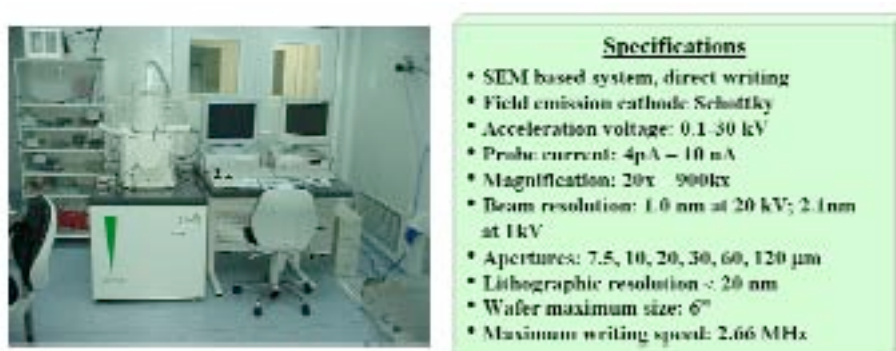 Specifications
• SEM based system, direct writing
• Field emission cathode Schottky
• Acceleration voltage: 0.1-30 kV
• Probe current: 4pA – 10 nA
• Magnification: 20x – 900kx
• Beam resolution: 1.0 nm at 20 kV; 2.1nm
at 1kV
• Apertures: 7.5, 10, 20, 30, 60, 120 μm
• Lithographic resolution < 20 nm
• Wafer maximum size: 6"
• Maximum writing speed: 2.66 MHz